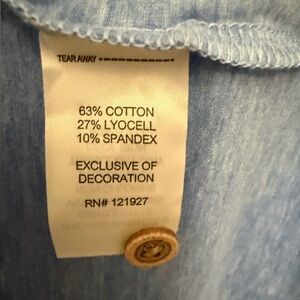 TEAR AWAY
63% COTTON
27% LYOCELL
10% SPANDEX
EXCLUSIVE OF
DECORATION
RN# 121927